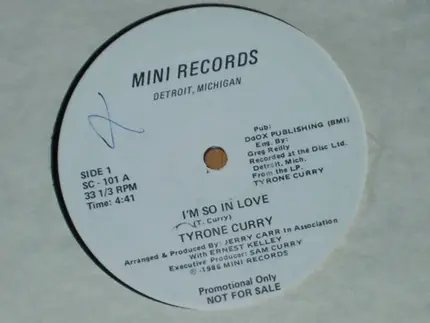 MINI RECORDS
DETROIT, MICHIGAN
SIDE 1
SC - 101 A
33 1/3 RPM
Time: 4:41
Pub:
DdOX PUBLISHING (BMI)
Eng. By:
Greg Reilly
Recorded at the Disc Ltd.
Detroit, Mich.
From the LP.
TYRONE CURRY
I'M SO IN LOVE
(T. Curry)
TYRONE CURRY
Arranged & Produced By: JERRY CARR In Association
With ERNEST KELLEY
Executive Producer: SAM CURRY
℗ -1986 MINI RECORDS
Promotional Only
NOT FOR SALE